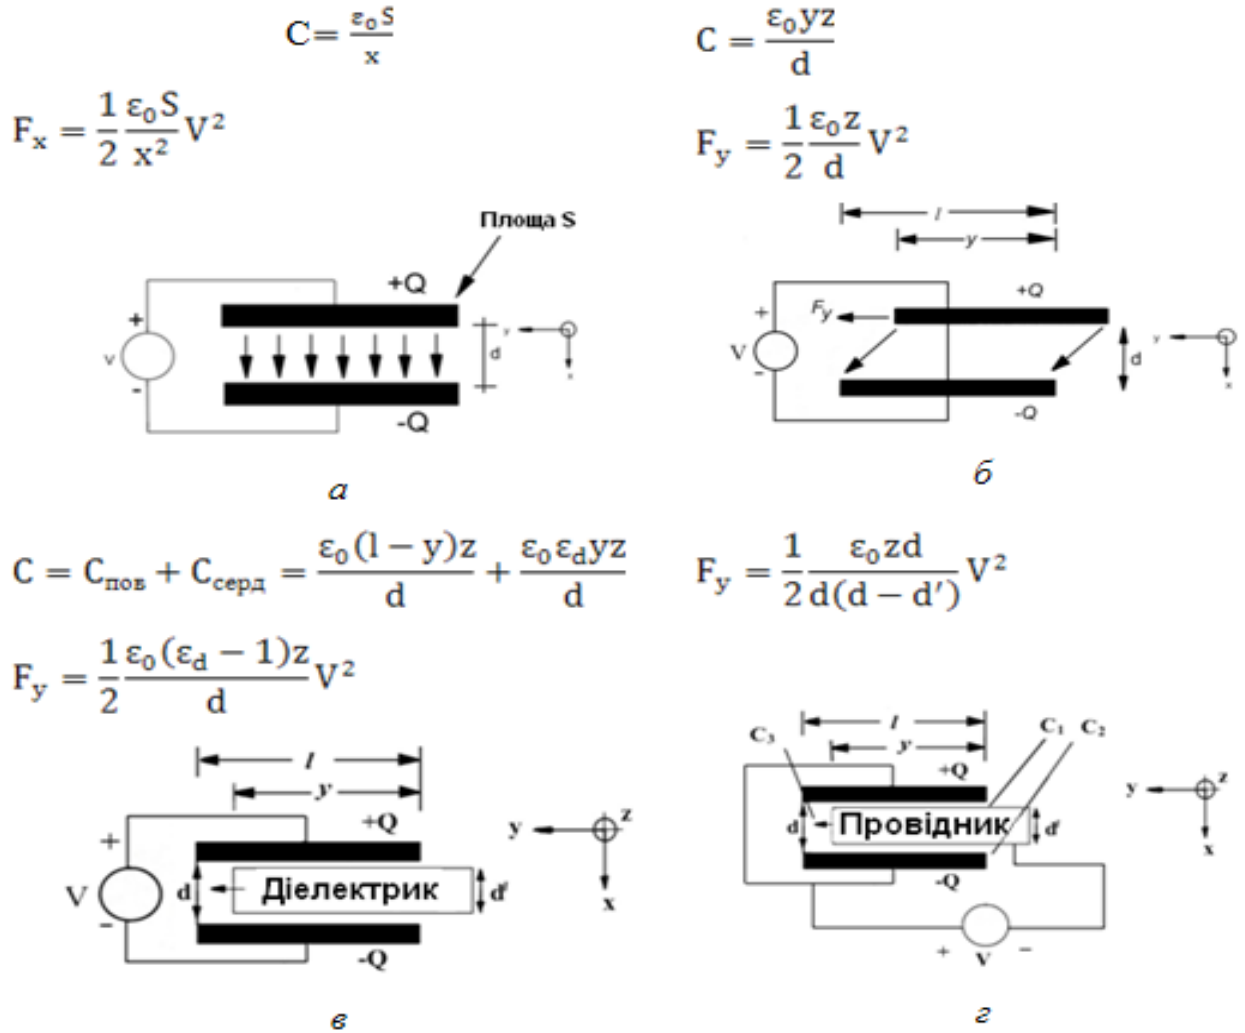 C= ε₀S/x
Fₓ = 1/2 ε₀S/x² V²
Площа S
+Q
+
V
-
d
y
x
-Q
а
C = ε₀yz/d
F_y = 1/2 ε₀z/d V²
l
y
+Q
F_y
+
V
-
d
y
x
-Q
б
C = C_пов + C_серд = ε₀(l − y)z/d + ε₀ε_d yz/d
F_y = 1/2 ε₀(ε_d − 1)z/d V²
l
y
+Q
+
V
-
d
Діелектрик
d'
y
z
x
-Q
в
F_y = 1/2 ε₀zd/d(d − d′) V²
l
y
C₃
C₁
C₂
+Q
d
Провідник
d'
y
z
x
-Q
+
V
-
г